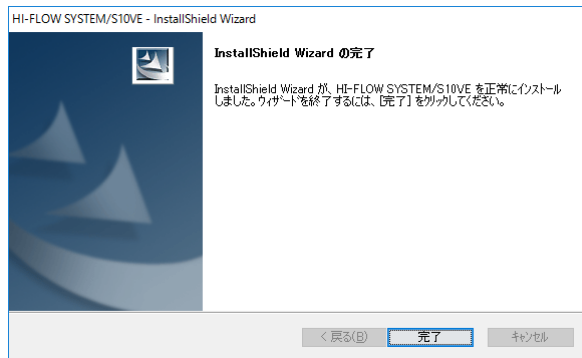 HI-FLOW SYSTEM/S10VE - InstallShield Wizard
InstallShield Wizard の完了
InstallShield Wizard が、HI-FLOW SYSTEM/S10VE を正常にインストール
しました。ウィザードを終了するには、[完了] をクリックしてください。
< 戻る(B)
完了
キャンセル